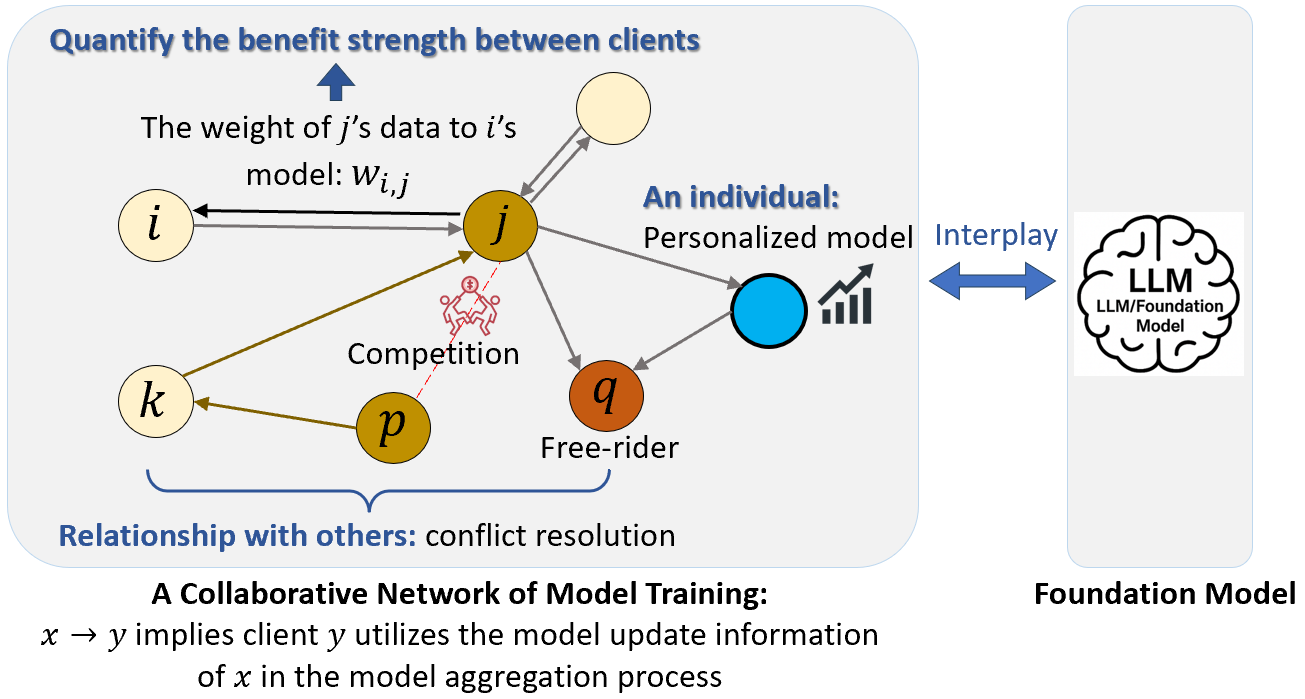 Quantify the benefit strength between clients
The weight of j's data to i's
model: w_{i,j}
i
j
An individual:
Personalized model
Interplay
LLM
LLM/Foundation
Model
Competition
k
p
q
Free-rider
Relationship with others: conflict resolution
A Collaborative Network of Model Training:
x → y implies client y utilizes the model update information
of x in the model aggregation process
Foundation Model